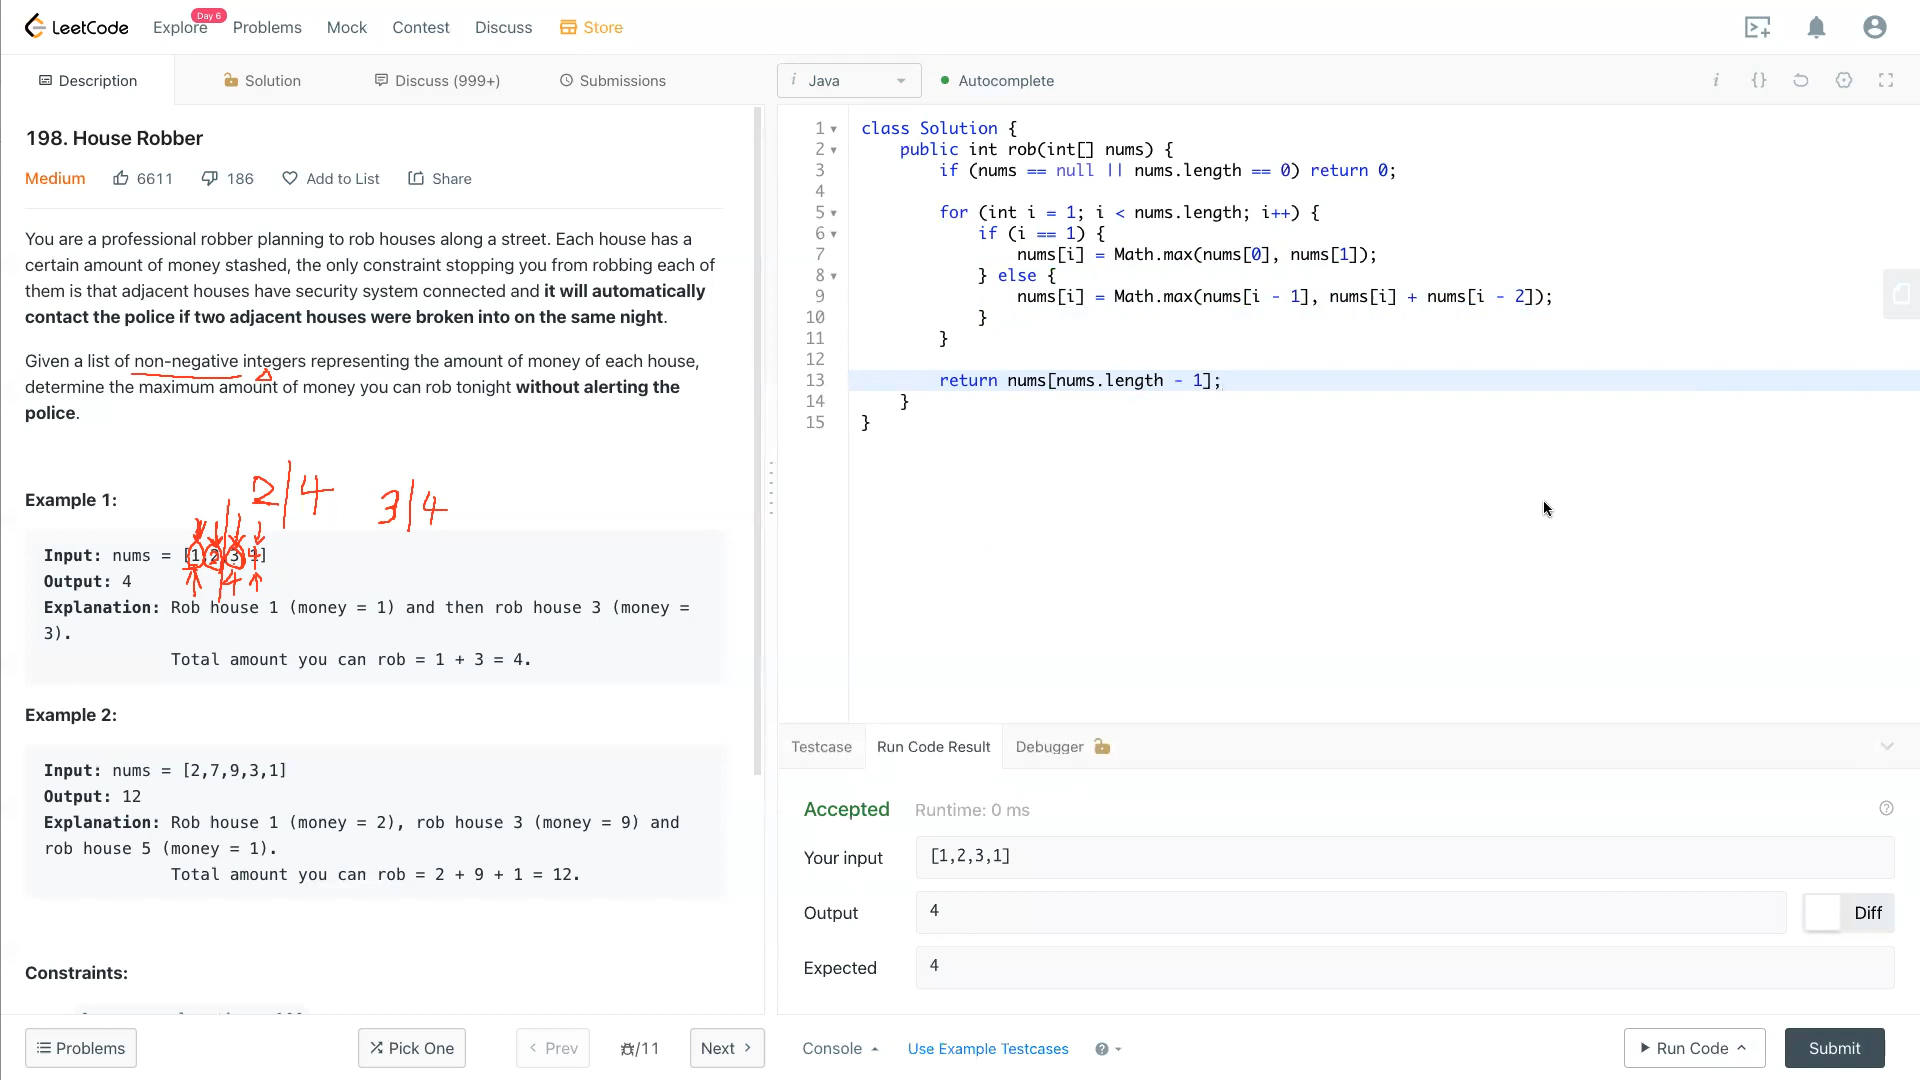 LeetCode
Explore
Day 6
Problems
Mock
Contest
Discuss
Store
Description
Solution
Discuss (999+)
Submissions
i Java
Autocomplete
198. House Robber
Medium
6611
186
Add to List
Share
You are a professional robber planning to rob houses along a street. Each house has a
certain amount of money stashed, the only constraint stopping you from robbing each of
them is that adjacent houses have security system connected and it will automatically
contact the police if two adjacent houses were broken into on the same night.
Given a list of non-negative integers representing the amount of money of each house,
determine the maximum amount of money you can rob tonight without alerting the
police.
2/4
3/4
Example 1:
Input: nums = [1,2,3,1]
4
Output: 4
Explanation: Rob house 1 (money = 1) and then rob house 3 (money =
3).
Total amount you can rob = 1 + 3 = 4.
Example 2:
Input: nums = [2,7,9,3,1]
Output: 12
Explanation: Rob house 1 (money = 2), rob house 3 (money = 9) and
rob house 5 (money = 1).
Total amount you can rob = 2 + 9 + 1 = 12.
Constraints:
Problems
Pick One
Prev
/11
Next
1 class Solution {
2 public int rob(int[] nums) {
3 if (nums == null || nums.length == 0) return 0;
4
5 for (int i = 1; i < nums.length; i++) {
6 if (i == 1) {
7 nums[i] = Math.max(nums[0], nums[1]);
8 } else {
9 nums[i] = Math.max(nums[i - 1], nums[i] + nums[i - 2]);
10 }
11 }
12
13 return nums[nums.length - 1];
14 }
15 }
Testcase
Run Code Result
Debugger
Accepted
Runtime: 0 ms
Your input
[1,2,3,1]
Output
4
Diff
Expected
4
Console
Use Example Testcases
Run Code
Submit